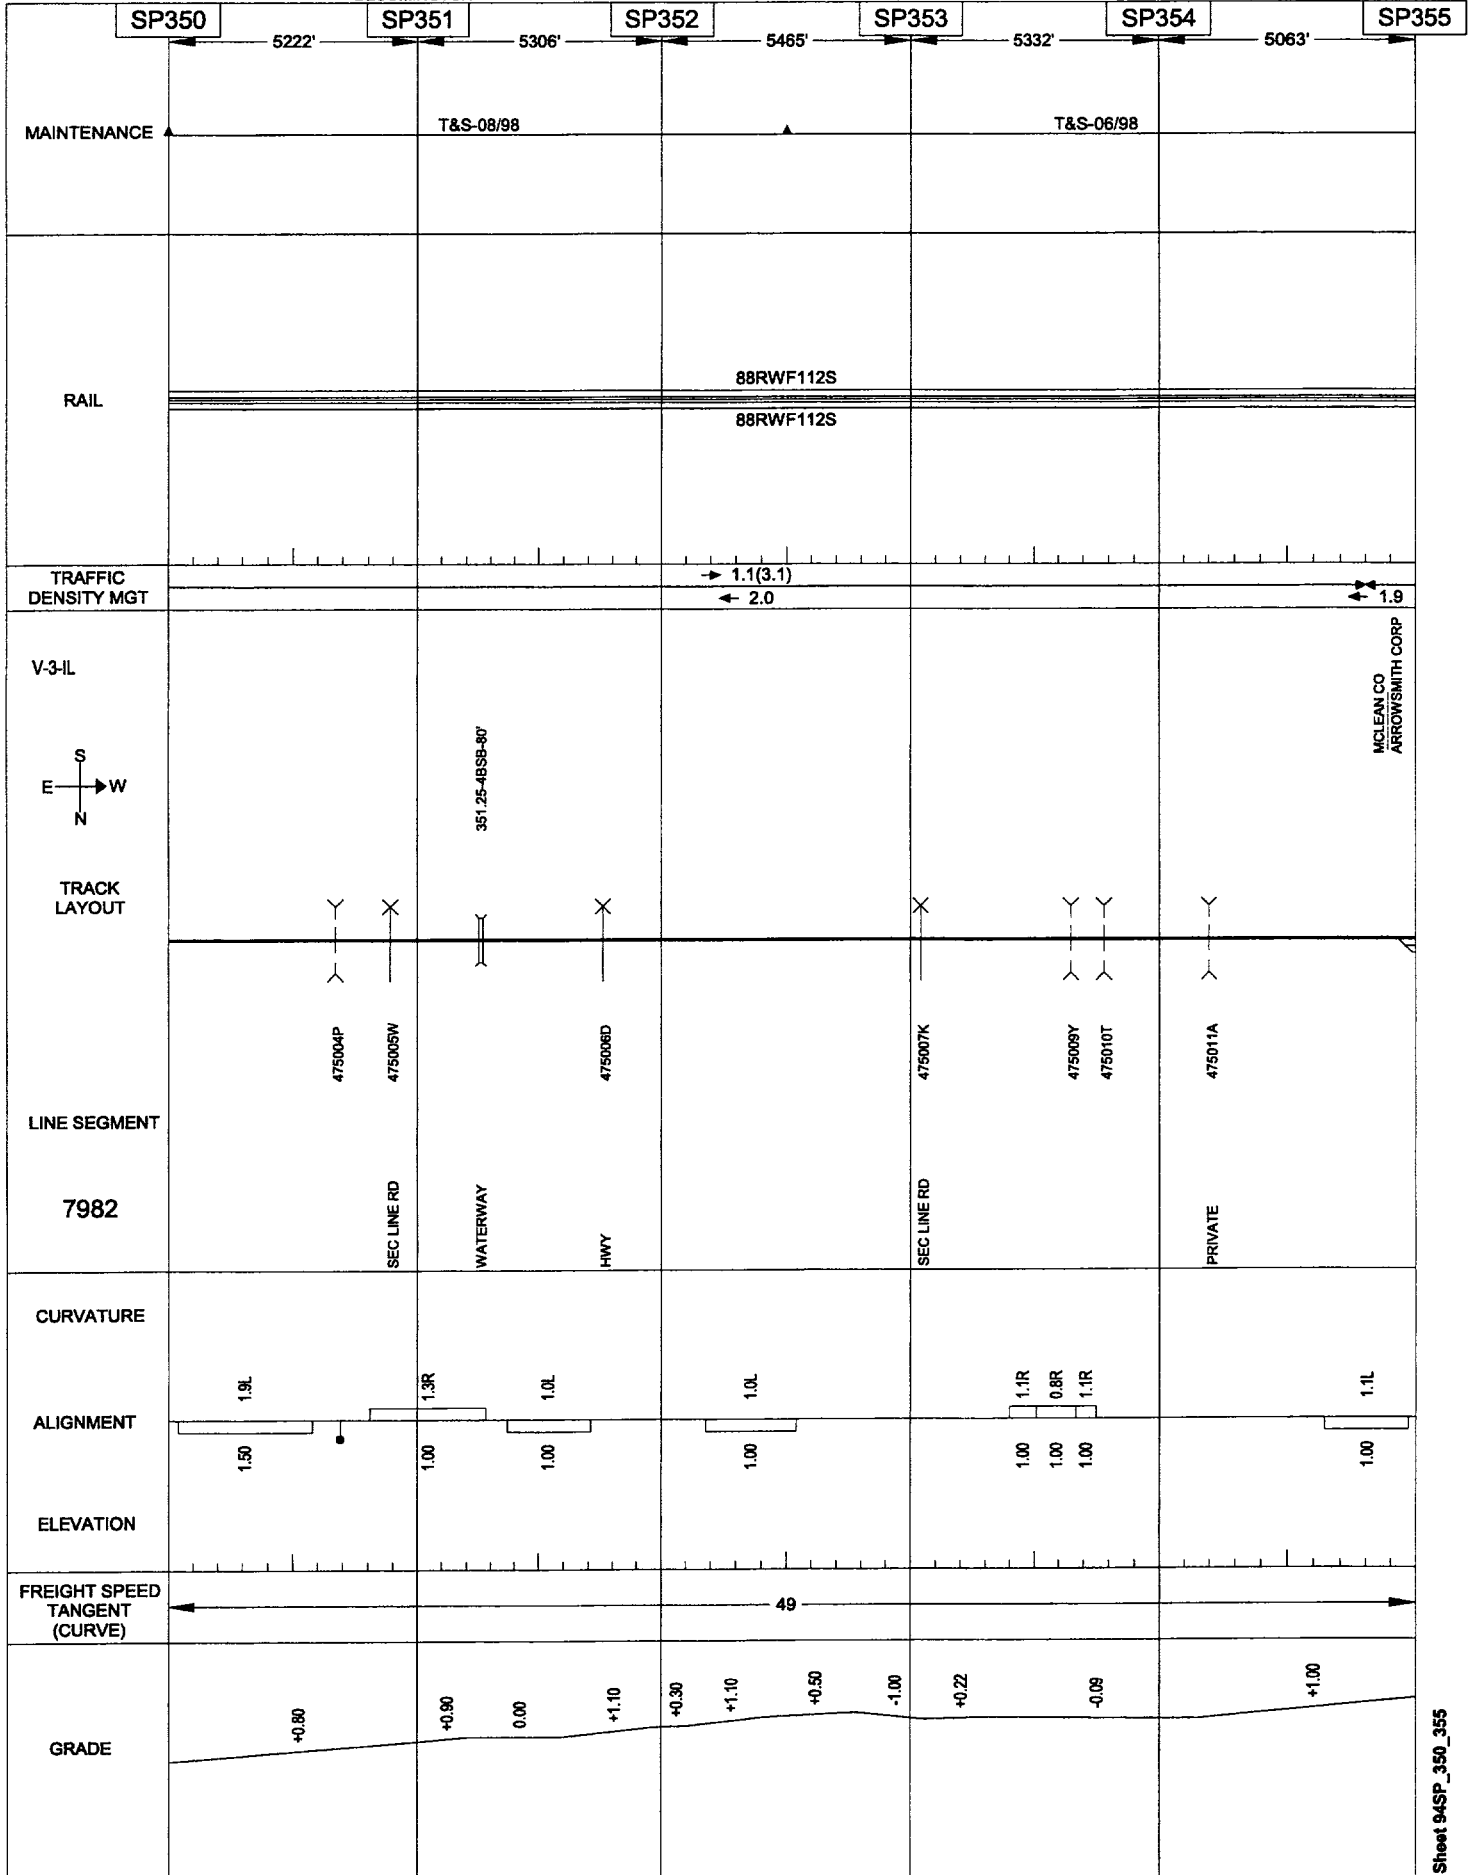 SP350 SP351 SP352 SP353 SP354 SP355
5222' 5306' 5465' 5332' 5063'
MAINTENANCE
T&S-08/98 T&S-06/98
RAIL
88RWF112S
88RWF112S
TRAFFIC
DENSITY MGT
1.1(3.1)
2.0
1.9
V-3-IL
MCLEAN CO
ARROWSMITH CORP
S
E W
N
351.25-4BSB-80'
TRACK
LAYOUT
475004P
475005W
475006D
475007K
475009Y
475010T
475011A
LINE SEGMENT
7982
SEC LINE RD
WATERWAY
HWY
SEC LINE RD
PRIVATE
CURVATURE
1.9L 1.3R 1.0L 1.0L 1.1R 0.8R 1.1R 1.1L
ALIGNMENT
1.50 1.00 1.00 1.00 1.00 1.00 1.00 1.00
ELEVATION
FREIGHT SPEED
TANGENT
(CURVE)
49
GRADE
+0.80 +0.90 0.00 +1.10 +0.30 +1.10 +0.50 -1.00 +0.22 -0.09 +1.00
Sheet 94SP_350_355